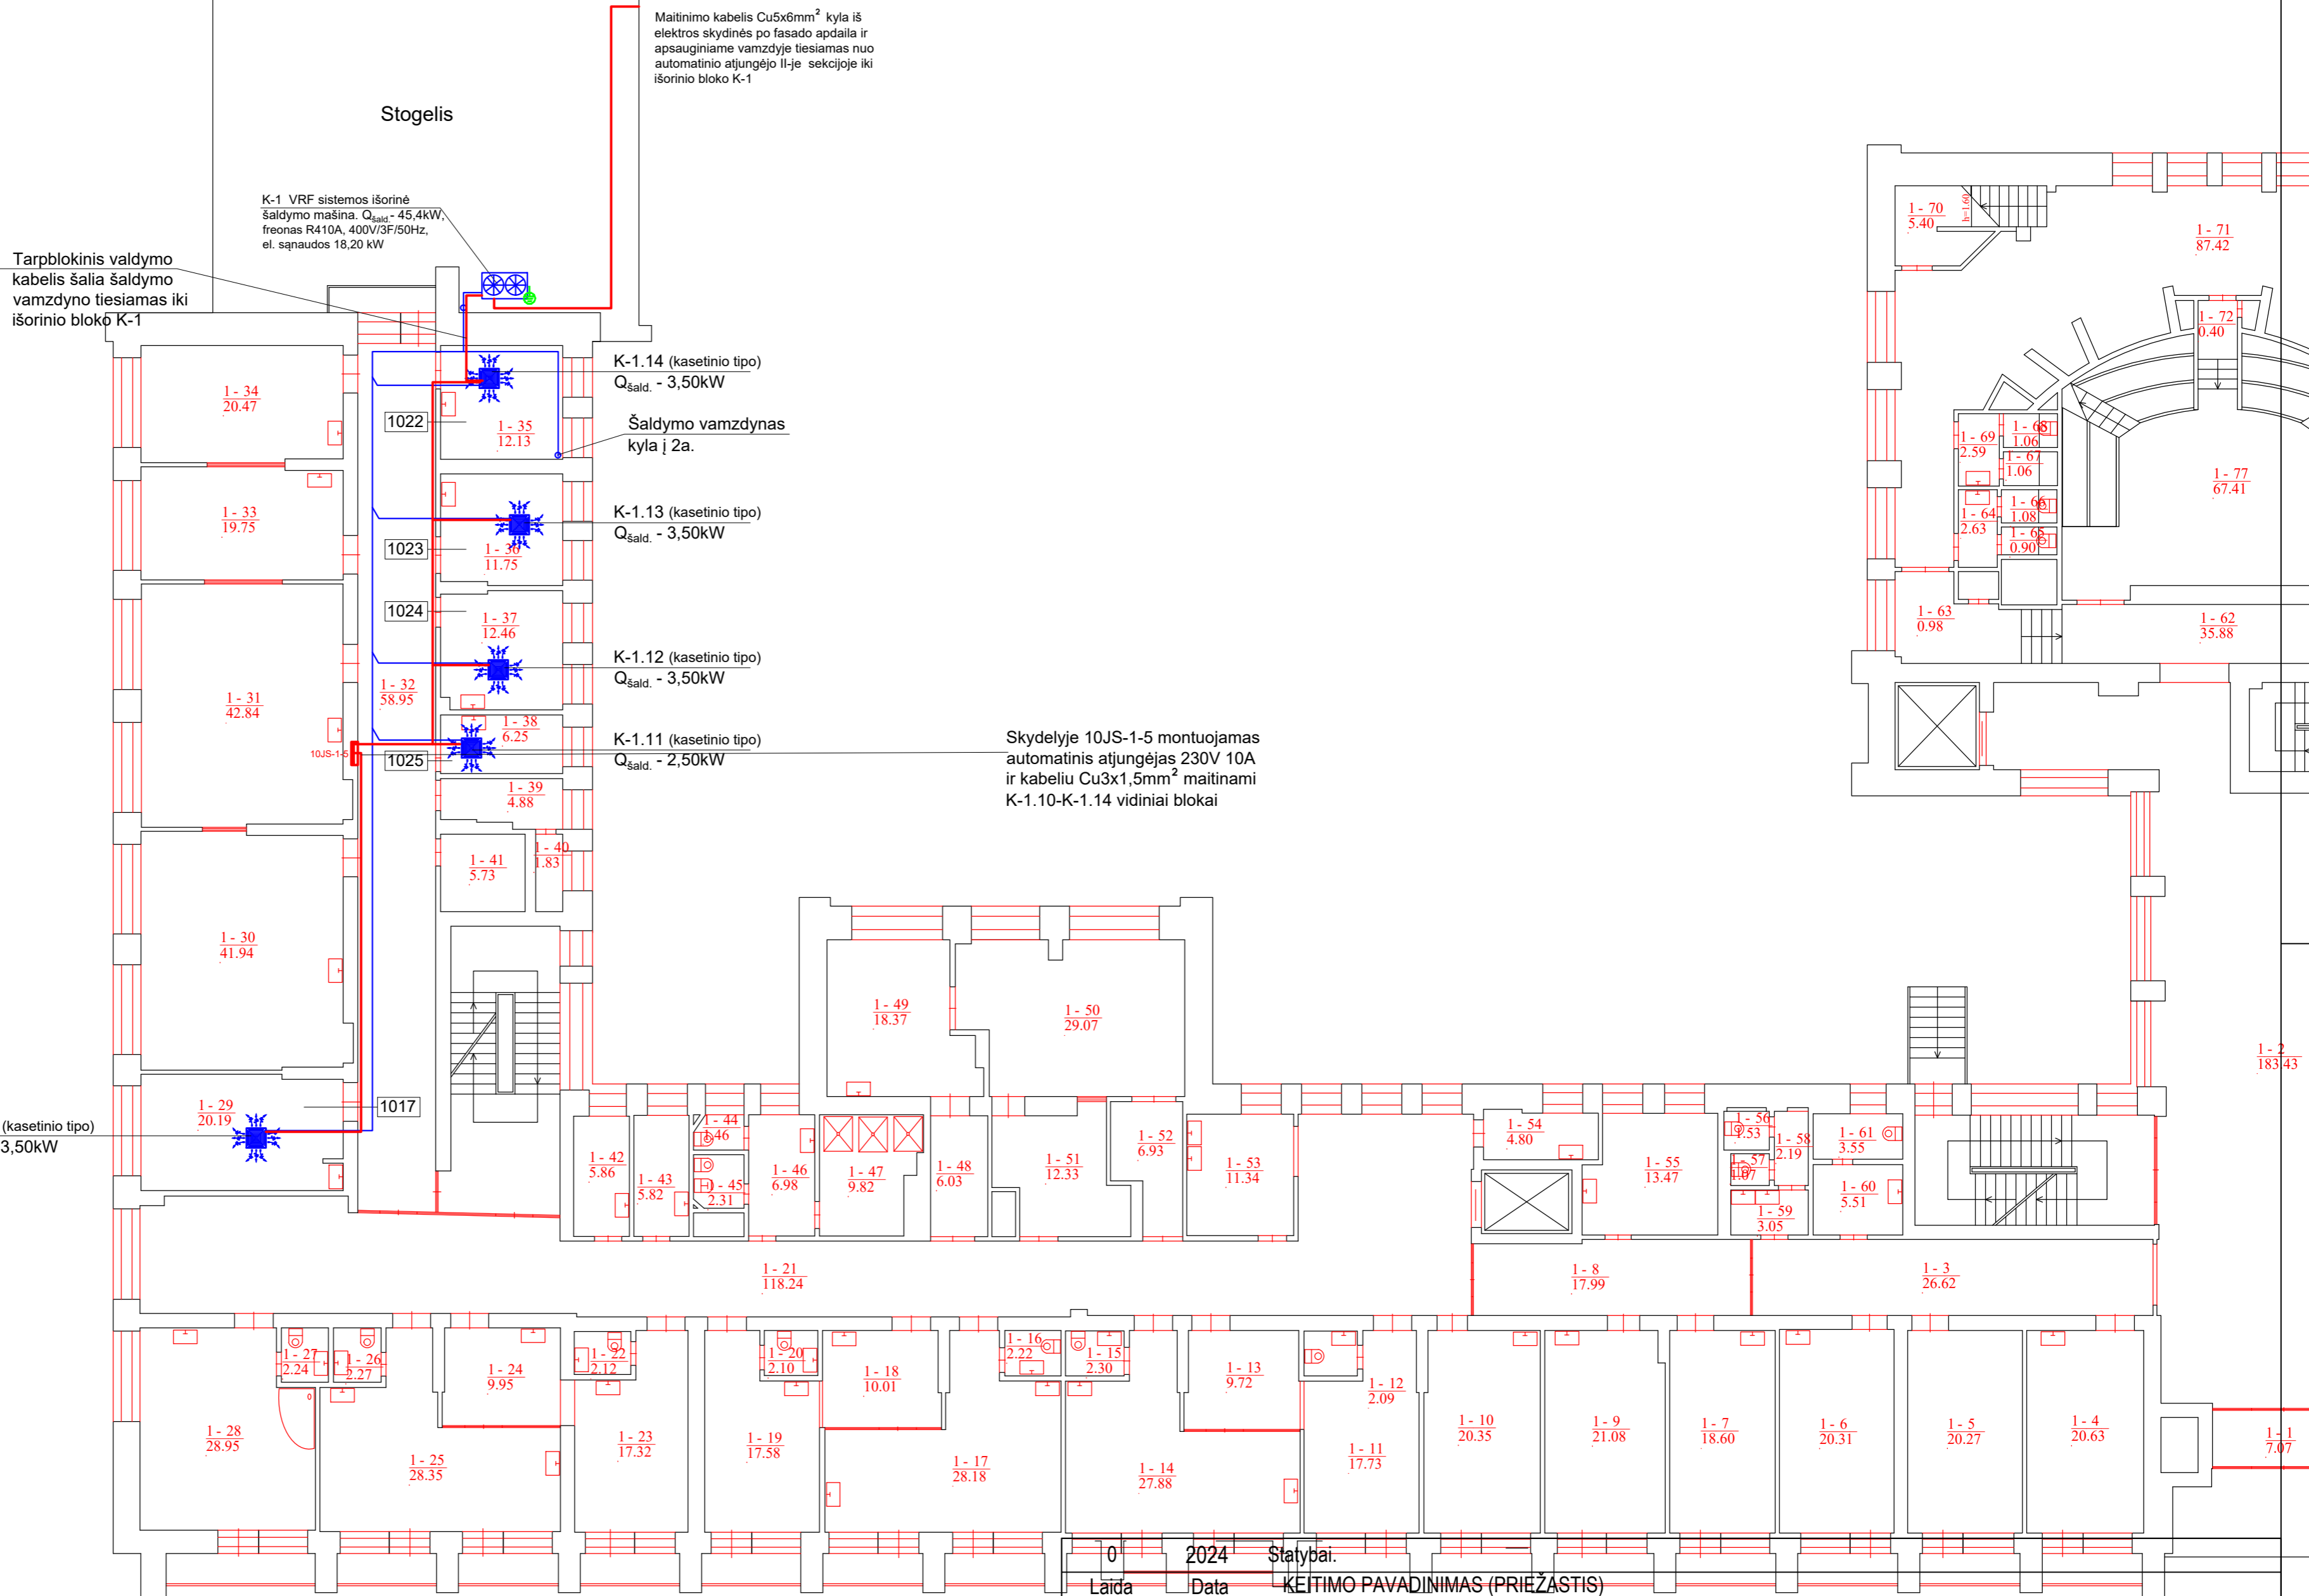 Maitinimo kabelis Cu5x6mm² kyla iš
elektros skydinės po fasado apdaila ir
apsauginiame vamzdyje tiesiamas nuo
automatinio atjungėjo II-je sekcijoje iki
išorinio bloko K-1
Stogelis
K-1 VRF sistemos išorinė
šaldymo mašina. Qšald.- 45,4kW,
freonas R410A, 400V/3F/50Hz,
el. sąnaudos 18,20 kW
Tarpblokinis valdymo
kabelis šalia šaldymo
vamzdyno tiesiamas iki
išorinio bloko K-1
K-1.14 (kasetinio tipo)
Qšald. - 3,50kW
Šaldymo vamzdynas
kyla į 2a.
K-1.13 (kasetinio tipo)
Qšald. - 3,50kW
K-1.12 (kasetinio tipo)
Qšald. - 3,50kW
K-1.11 (kasetinio tipo)
Qšald. - 2,50kW
Skydelyje 10JS-1-5 montuojamas
automatinis atjungėjas 230V 10A
ir kabeliu Cu3x1,5mm² maitinami
K-1.10-K-1.14 vidiniai blokai
(kasetinio tipo)
3,50kW
1022
1023
1024
1025
1017
10JS-1-5
h=1.60
1 - 34
20.47
1 - 35
12.13
1 - 33
19.75
1 - 36
11.75
1 - 37
12.46
1 - 31
42.84
1 - 32
58.95
1 - 38
6.25
1 - 39
4.88
1 - 40
1.83
1 - 41
5.73
1 - 30
41.94
1 - 29
20.19
1 - 70
5.40
1 - 71
87.42
1 - 72
0.40
1 - 69
2.59
1 - 68
1.06
1 - 67
1.06
1 - 77
67.41
1 - 66
1.08
1 - 64
2.63
1 - 65
0.90
1 - 63
0.98
1 - 62
35.88
1 - 49
18.37
1 - 50
29.07
1 - 2
183.43
1 - 42
5.86
1 - 43
5.82
1 - 44
1.46
1 - 45
2.31
1 - 46
6.98
1 - 47
9.82
1 - 48
6.03
1 - 51
12.33
1 - 52
6.93
1 - 53
11.34
1 - 54
4.80
1 - 55
13.47
1 - 56
1.53
1 - 57
1.07
1 - 58
2.19
1 - 59
3.05
1 - 61
3.55
1 - 60
5.51
1 - 21
118.24
1 - 8
17.99
1 - 3
26.62
1 - 28
28.95
1 - 27
2.24
1 - 26
2.27
1 - 25
28.35
1 - 24
9.95
1 - 22
2.12
1 - 23
17.32
1 - 20
2.10
1 - 19
17.58
1 - 18
10.01
1 - 17
28.18
1 - 16
2.22
1 - 15
2.30
1 - 14
27.88
1 - 13
9.72
1 - 12
2.09
1 - 11
17.73
1 - 10
20.35
1 - 9
21.08
1 - 7
18.60
1 - 6
20.31
1 - 5
20.27
1 - 4
20.63
1 - 1
7.07
0 2024 Statybai.
Laida Data KEITIMO PAVADINIMAS (PRIEŽASTIS)